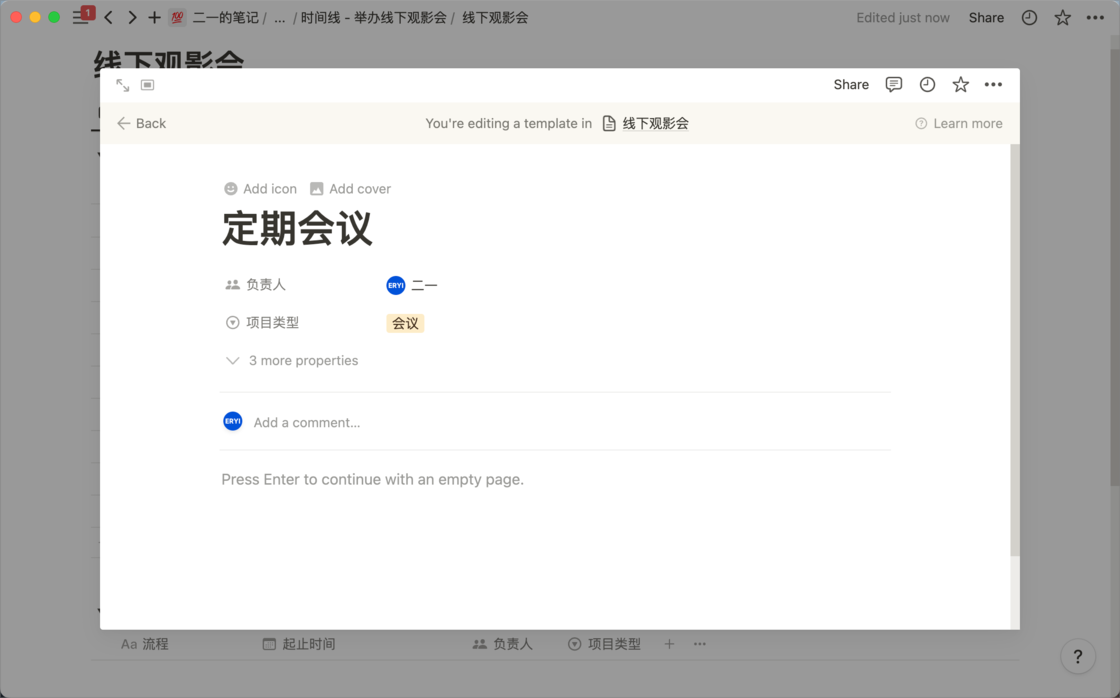 1
💯 二一的笔记 / ... / 时间线 - 举办线下观影会 / 线下观影会
Edited just now
Share
线下观影会
Share
Back
You're editing a template in 线下观影会
Learn more
Add icon
Add cover
定期会议
负责人
ERYI 二一
项目类型
会议
3 more properties
ERYI
Add a comment...
Press Enter to continue with an empty page.
Aa 流程
起止时间
负责人
项目类型
+
?